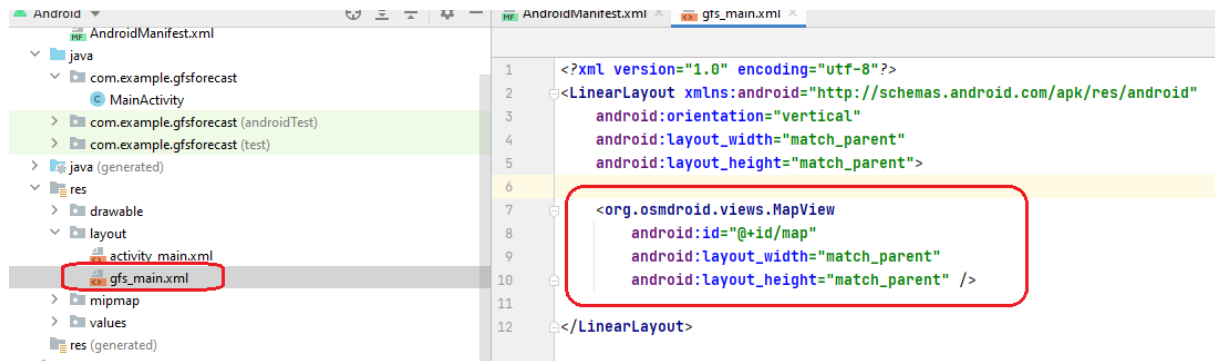 Android
AndroidManifest.xml
java
com.example.gfsforecast
MainActivity
com.example.gfsforecast (androidTest)
com.example.gfsforecast (test)
java (generated)
res
drawable
layout
activity_main.xml
gfs_main.xml
mipmap
values
res (generated)
AndroidManifest.xml
gfs_main.xml
1 <?xml version="1.0" encoding="utf-8"?>
2 <LinearLayout xmlns:android="http://schemas.android.com/apk/res/android"
3 android:orientation="vertical"
4 android:layout_width="match_parent"
5 android:layout_height="match_parent">
6
7 <org.osmdroid.views.MapView
8 android:id="@+id/map"
9 android:layout_width="match_parent"
10 android:layout_height="match_parent" />
11
12 </LinearLayout>